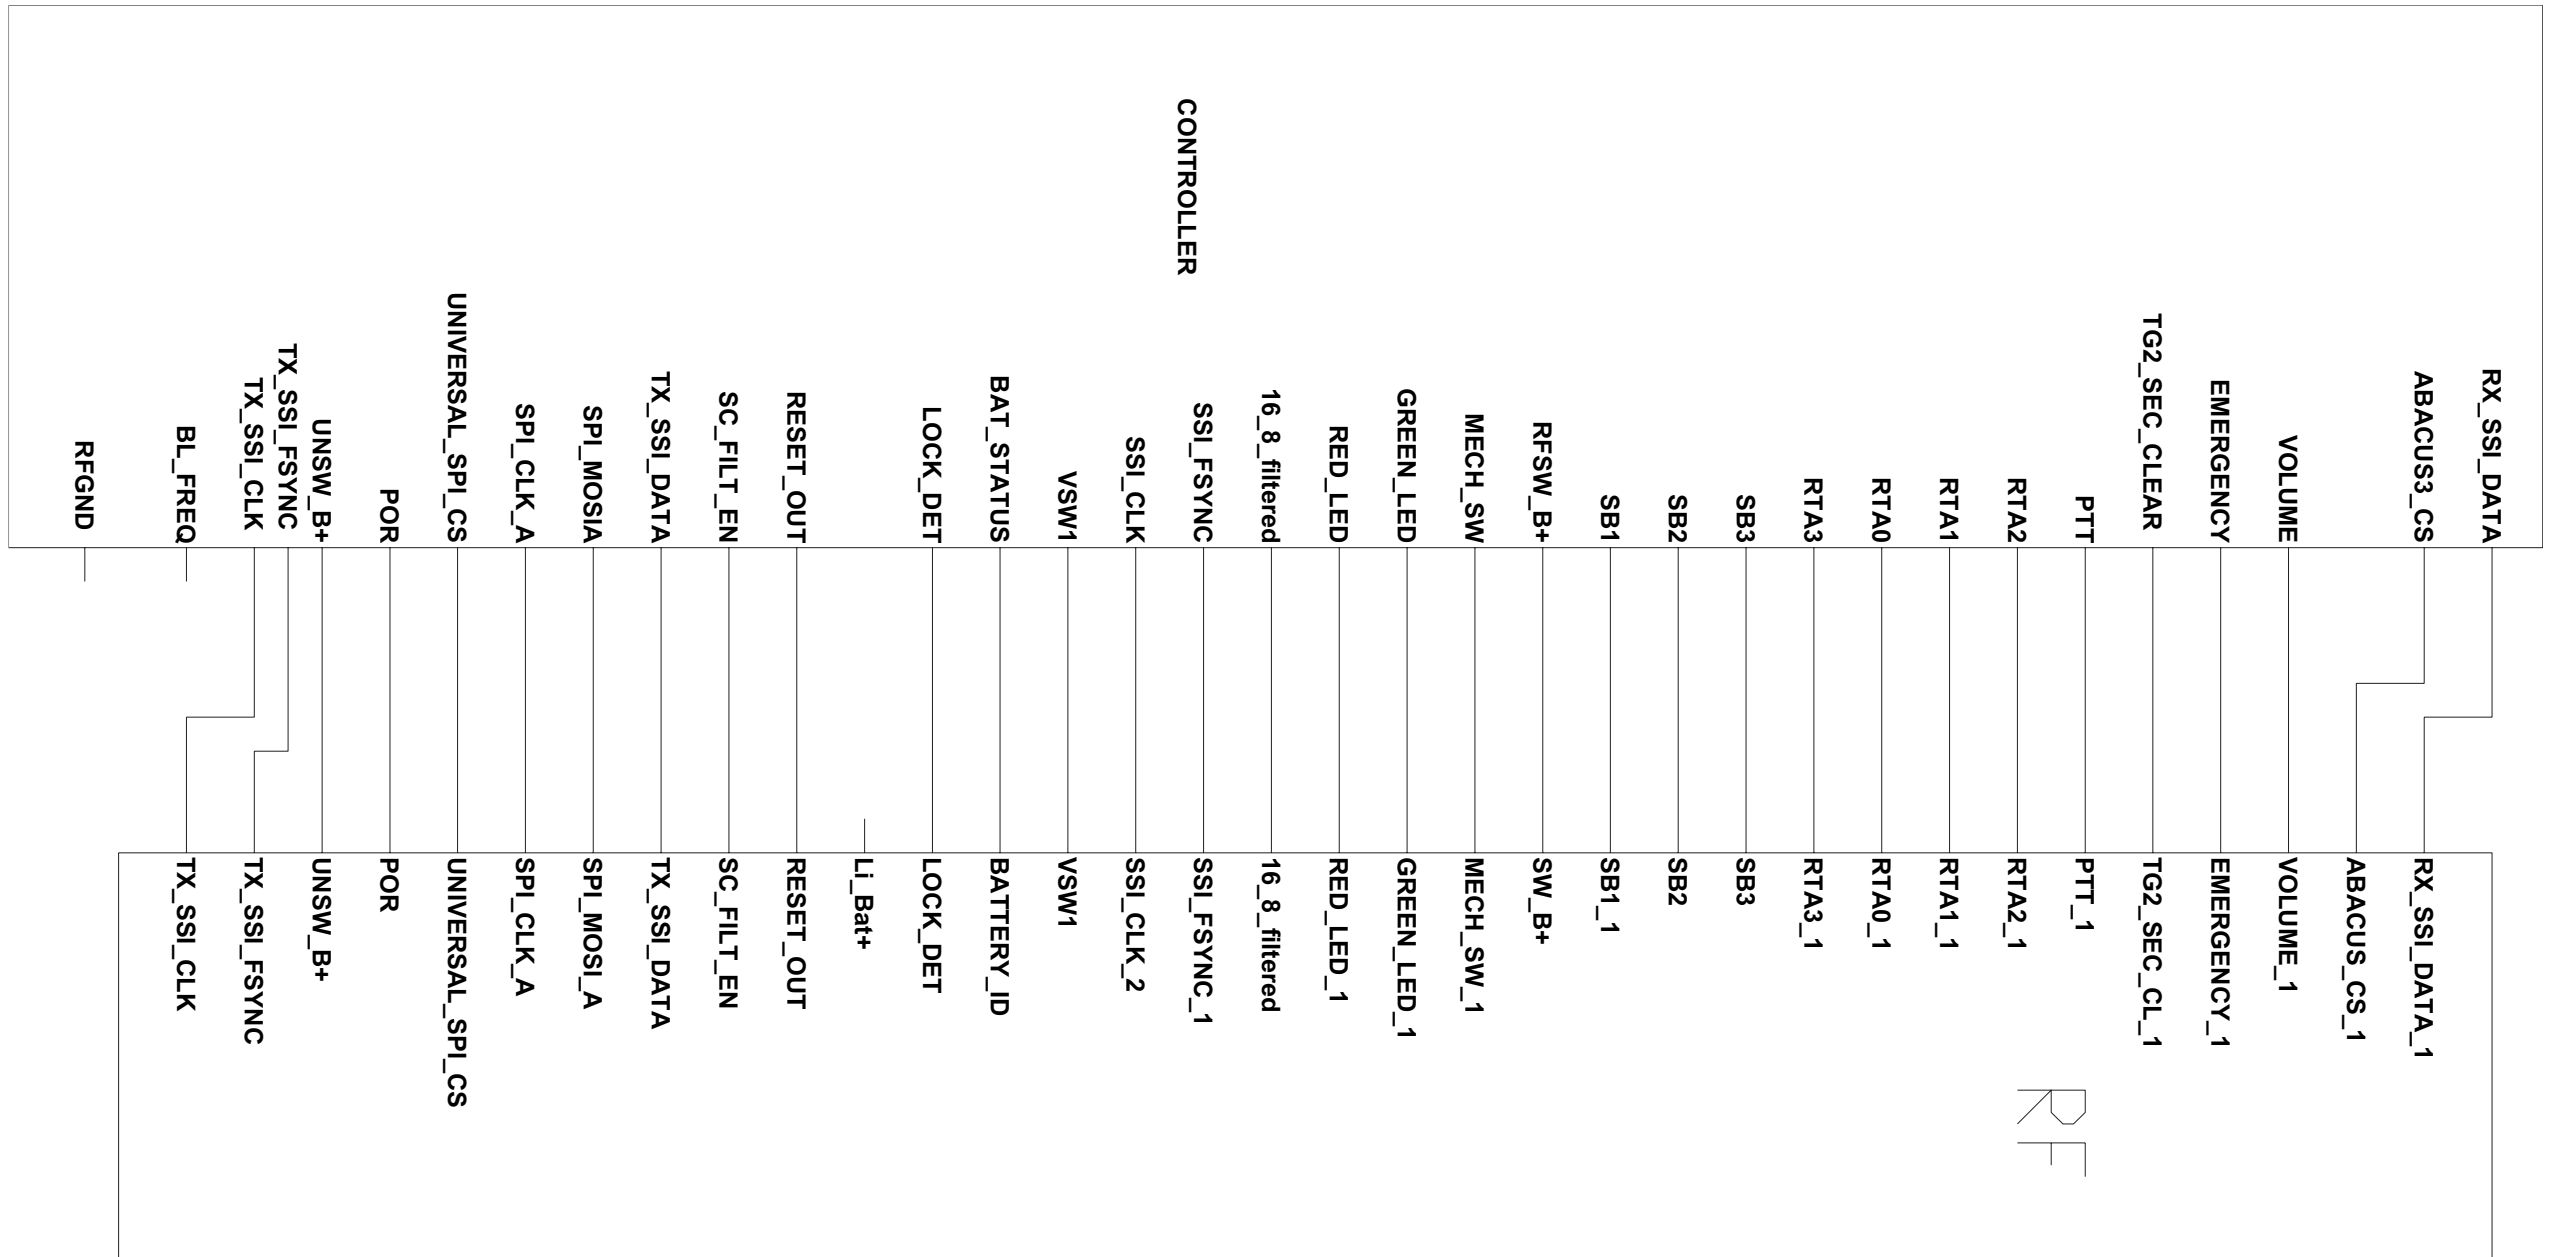 CONTROLLER
RFGND
BL_FREQ
TX_SSI_CLK
TX_SSI_FSYNC
UNSW_B+
POR
UNIVERSAL_SPI_CS
SPI_CLK_A
SPI_MOSIA
TX_SSI_DATA
SC_FILT_EN
RESET_OUT
LOCK_DET
BAT_STATUS
VSW1
SSI_CLK
SSI_FSYNC
16_8_filtered
RED_LED
GREEN_LED
MECH_SW
RFSW_B+
SB1
SB2
SB3
RTA3
RTA0
RTA1
RTA2
PTT
TG2_SEC_CLEAR
EMERGENCY
VOLUME
ABACUS3_CS
RX_SSI_DATA
TX_SSI_CLK
TX_SSI_FSYNC
UNSW_B+
POR
UNIVERSAL_SPI_CS
SPI_CLK_A
SPI_MOSI_A
TX_SSI_DATA
SC_FILT_EN
RESET_OUT
Li_Bat+
LOCK_DET
BATTERY_ID
VSW1
SSI_CLK_2
SSI_FSYNC_1
16_8_filtered
RED_LED_1
GREEN_LED_1
MECH_SW_1
SW_B+
SB1_1
SB2
SB3
RTA3_1
RTA0_1
RTA1_1
RTA2_1
PTT_1
TG2_SEC_CL_1
EMERGENCY_1
VOLUME_1
ABACUS_CS_1
RX_SSI_DATA_1
RF